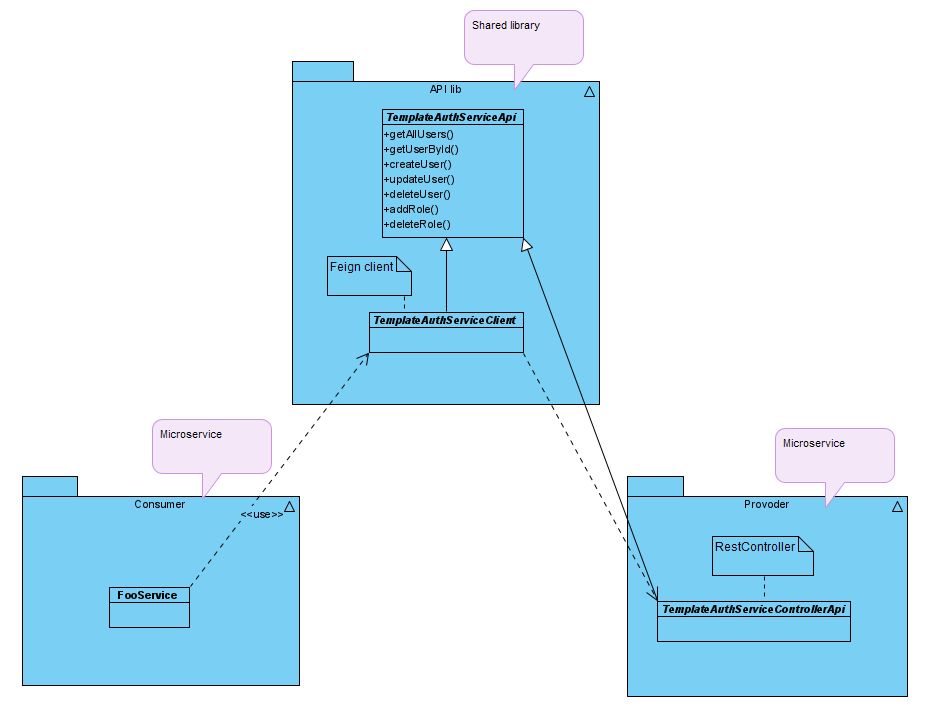 Shared library
API lib
TemplateAuthServiceApi
+getAllUsers()
+getUserById()
+createUser()
+updateUser()
+deleteUser()
+addRole()
+deleteRole()
Feign client
TemplateAuthServiceClient
Microservice
Consumer
<<use>>
FooService
Microservice
Provoder
RestController
TemplateAuthServiceControllerApi